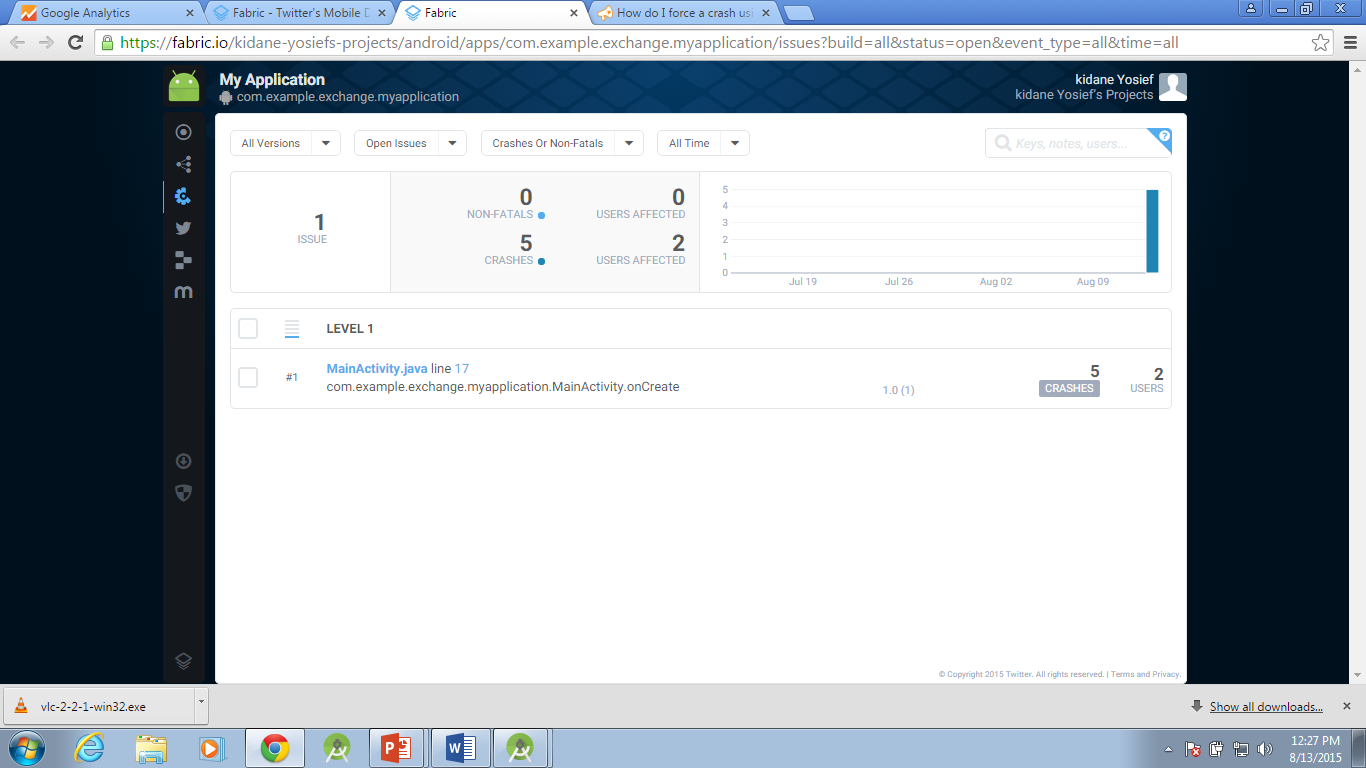 Google Analytics
Fabric - Twitter's Mobile D
Fabric
How do I force a crash usi
https://fabric.io/kidane-yosiefs-projects/android/apps/com.example.exchange.myapplication/issues?build=all&status=open&event_type=all&time=all
My Application
com.example.exchange.myapplication
kidane Yosief
kidane Yosief's Projects
All Versions
Open Issues
Crashes Or Non-Fatals
All Time
Keys, notes, users...
?
1
ISSUE
0
NON-FATALS
0
USERS AFFECTED
5
CRASHES
2
USERS AFFECTED
5
4
3
2
1
0
Jul 19
Jul 26
Aug 02
Aug 09
LEVEL 1
#1
MainActivity.java line 17
com.example.exchange.myapplication.MainActivity.onCreate
1.0 (1)
5
CRASHES
2
USERS
m
© Copyright 2015 Twitter. All rights reserved. | Terms and Privacy.
vlc-2-2-1-win32.exe
Show all downloads...
12:27 PM
8/13/2015